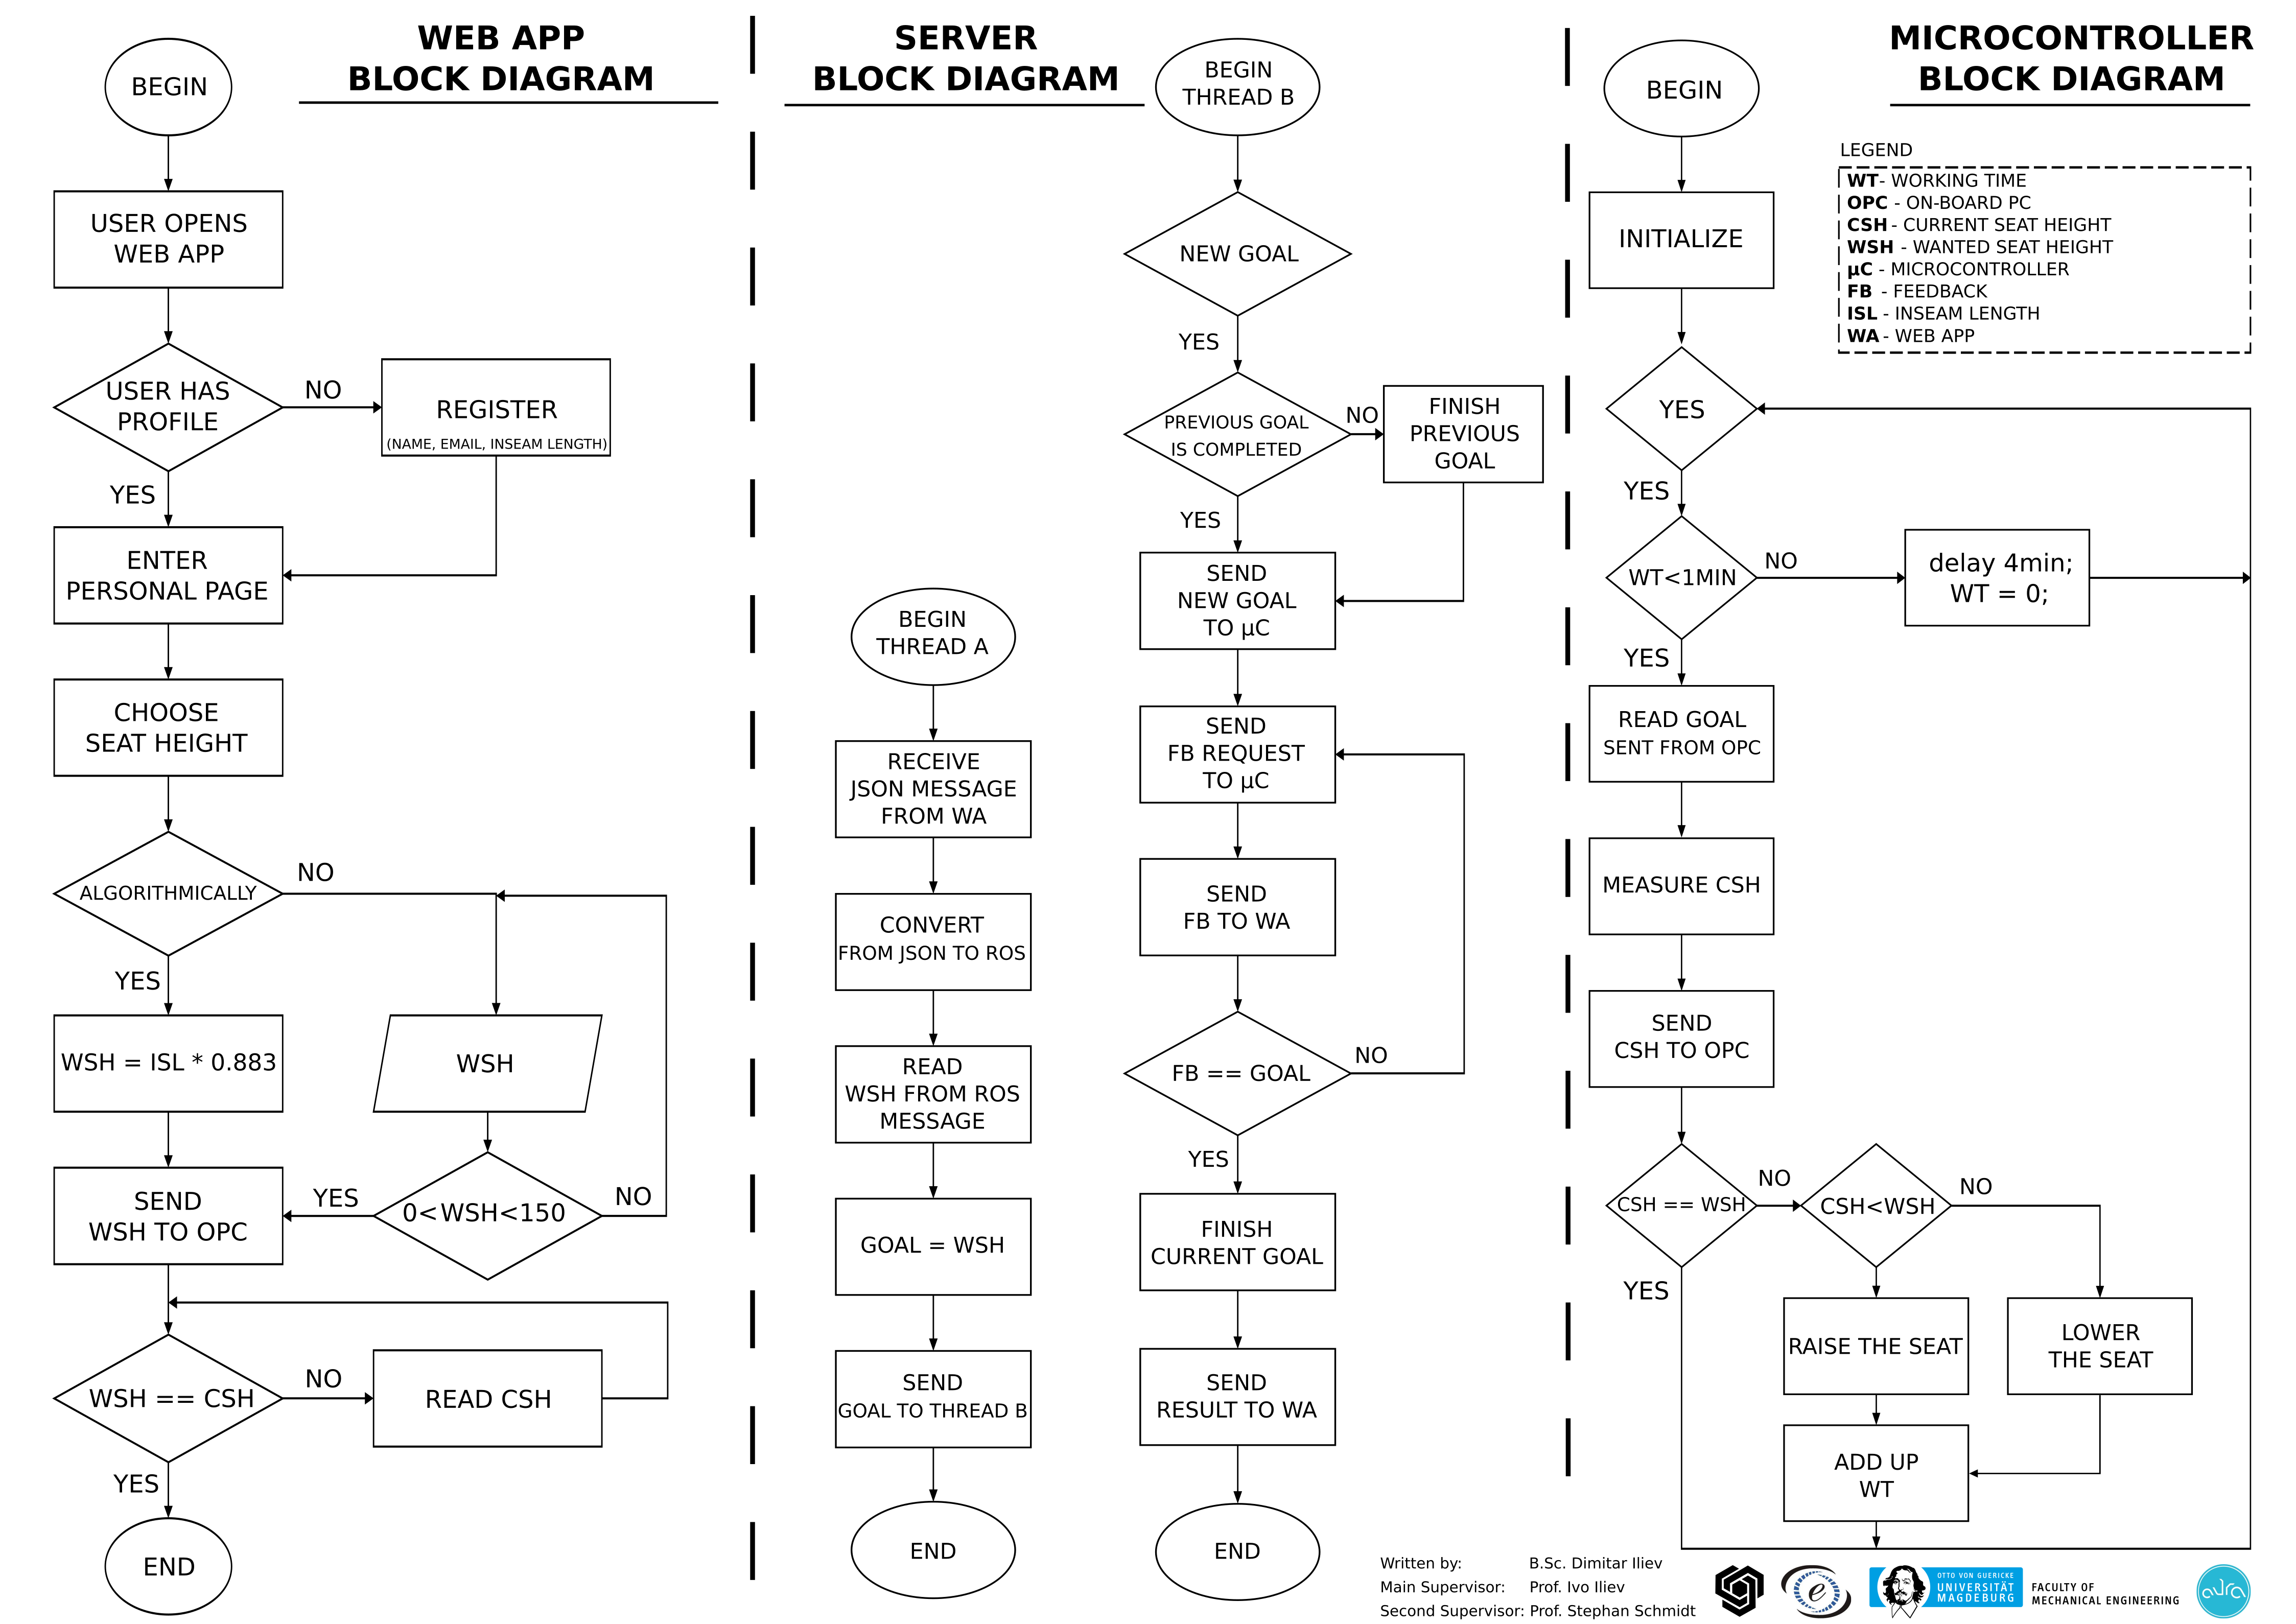 WEB APP
BLOCK DIAGRAM
BEGIN
USER OPENS
WEB APP
USER HAS
PROFILE
NO
REGISTER
(NAME, EMAIL, INSEAM LENGTH)
YES
ENTER
PERSONAL PAGE
CHOOSE
SEAT HEIGHT
ALGORITHMICALLY
NO
YES
WSH = ISL * 0.883
WSH
SEND
WSH TO OPC
YES
0<WSH<150
NO
WSH == CSH
NO
READ CSH
YES
END
SERVER
BLOCK DIAGRAM
BEGIN
THREAD A
RECEIVE
JSON MESSAGE
FROM WA
CONVERT
FROM JSON TO ROS
READ
WSH FROM ROS
MESSAGE
GOAL = WSH
SEND
GOAL TO THREAD B
END
BEGIN
THREAD B
NEW GOAL
YES
PREVIOUS GOAL
IS COMPLETED
NO
FINISH
PREVIOUS
GOAL
YES
SEND
NEW GOAL
TO µC
SEND
FB REQUEST
TO µC
SEND
FB TO WA
FB == GOAL
NO
YES
FINISH
CURRENT GOAL
SEND
RESULT TO WA
END
MICROCONTROLLER
BLOCK DIAGRAM
LEGEND
WT- WORKING TIME
OPC - ON-BOARD PC
CSH - CURRENT SEAT HEIGHT
WSH - WANTED SEAT HEIGHT
µC - MICROCONTROLLER
FB - FEEDBACK
ISL - INSEAM LENGTH
WA - WEB APP
BEGIN
INITIALIZE
YES
YES
WT<1MIN
NO
delay 4min;
WT = 0;
YES
READ GOAL
SENT FROM OPC
MEASURE CSH
SEND
CSH TO OPC
CSH == WSH
NO
CSH<WSH
NO
YES
RAISE THE SEAT
LOWER
THE SEAT
ADD UP
WT
Written by: B.Sc. Dimitar Iliev
Main Supervisor: Prof. Ivo Iliev
Second Supervisor: Prof. Stephan Schmidt
e
OTTO VON GUERICKE
UNIVERSITÄT
MAGDEBURG
FACULTY OF
MECHANICAL ENGINEERING